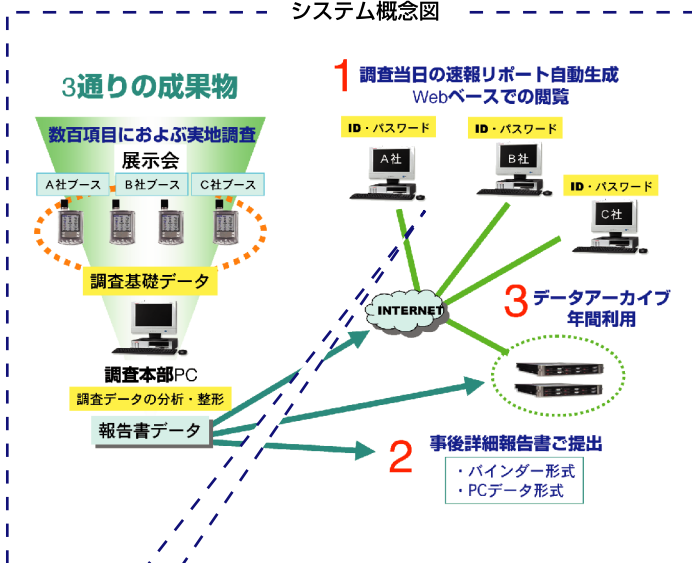 システム概念図
3通りの成果物
数百項目におよぶ実地調査
展示会
A社ブース
B社ブース
C社ブース
調査基礎データ
調査本部PC
調査データの分析・整形
報告書データ
1
調査当日の速報リポート自動生成
Webベースでの閲覧
ID・パスワード
A社
ID・パスワード
B社
ID・パスワード
C社
INTERNET
3
データアーカイブ
年間利用
2
事後詳細報告書ご提出
・バインダー形式
・PCデータ形式